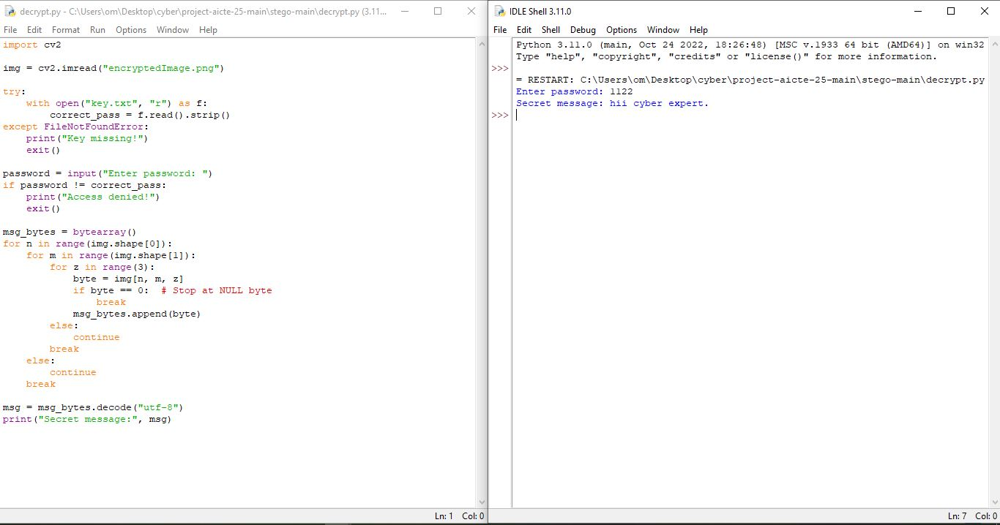 decrypt.py - C:\Users\om\Desktop\cyber\project-aicte-25-main\stego-main\decrypt.py (3.11...
File Edit Format Run Options Window Help
import cv2
img = cv2.imread("encryptedImage.png")
try:
    with open("key.txt", "r") as f:
        correct_pass = f.read().strip()
except FileNotFoundError:
    print("Key missing!")
    exit()
password = input("Enter password: ")
if password != correct_pass:
    print("Access denied!")
    exit()
msg_bytes = bytearray()
for n in range(img.shape[0]):
    for m in range(img.shape[1]):
        for z in range(3):
            byte = img[n, m, z]
            if byte == 0:  # Stop at NULL byte
                break
            msg_bytes.append(byte)
        else:
            continue
        break
    else:
        continue
    break
msg = msg_bytes.decode("utf-8")
print("Secret message:", msg)
Ln: 1 Col: 0
IDLE Shell 3.11.0
File Edit Shell Debug Options Window Help
Python 3.11.0 (main, Oct 24 2022, 18:26:48) [MSC v.1933 64 bit (AMD64)] on win32
Type "help", "copyright", "credits" or "license()" for more information.
>>>
= RESTART: C:\Users\om\Desktop\cyber\project-aicte-25-main\stego-main\decrypt.py
Enter password: 1122
Secret message: hii cyber expert.
>>>
Ln: 7 Col: 0